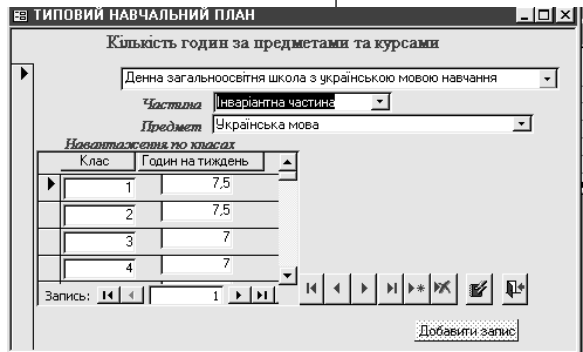 ТИПОВИЙ НАВЧАЛЬНИЙ ПЛАН
Кількість годин за предметами та курсами
Денна загальноосвітня школа з українською мовою навчання
Частина Інваріантна частина
Предмет Українська мова
Навантаження по класах
Клас Годин на тиждень
1 7,5
2 7,5
3 7
4 7
Запись: 1
Добавити запис